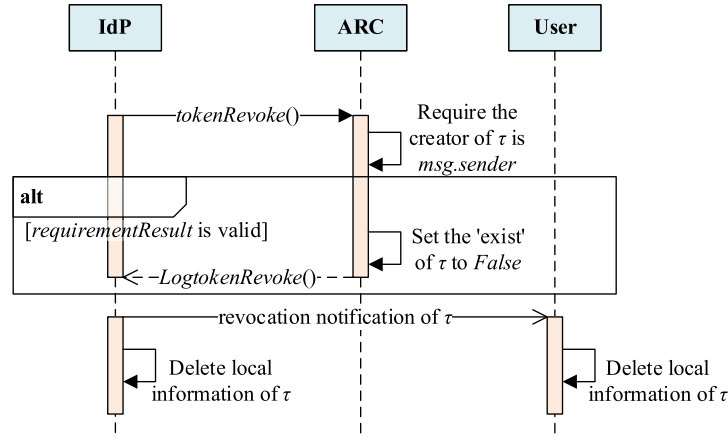 IdP
ARC
User
tokenRevoke()
Require the
creator of τ is
msg.sender
alt
[requirementResult is valid]
Set the 'exist'
of τ to False
LogtokenRevoke()
revocation notification of τ
Delete local
information of τ
Delete local
information of τ